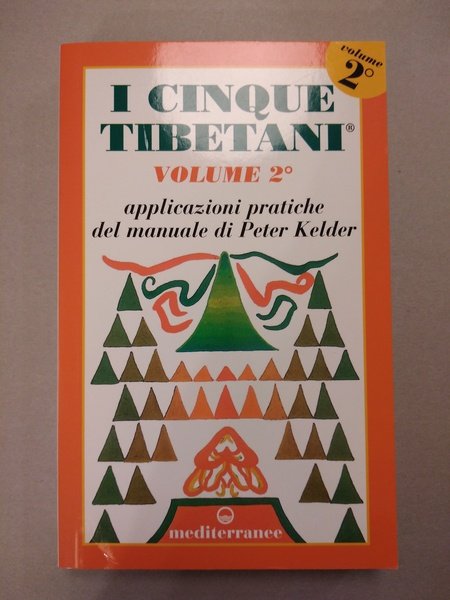 volume
2°
I CINQUE
TIBETANI®
VOLUME 2°
applicazioni pratiche
del manuale di Peter Kelder
mediterranee